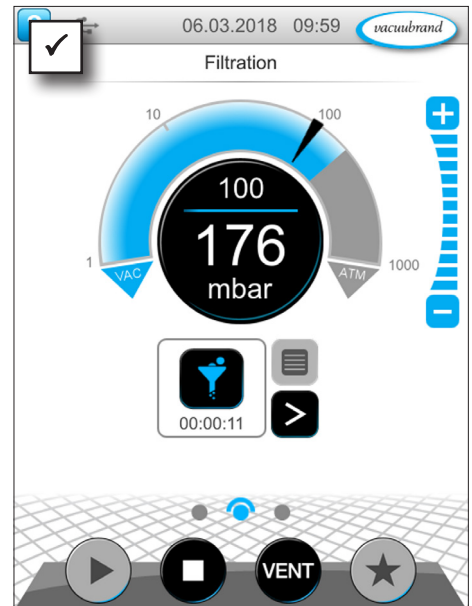 06.03.2018 09:59
vacuubrand
Filtration
10
100
1
1000
VAC
ATM
100
176
mbar
00:00:11
VENT